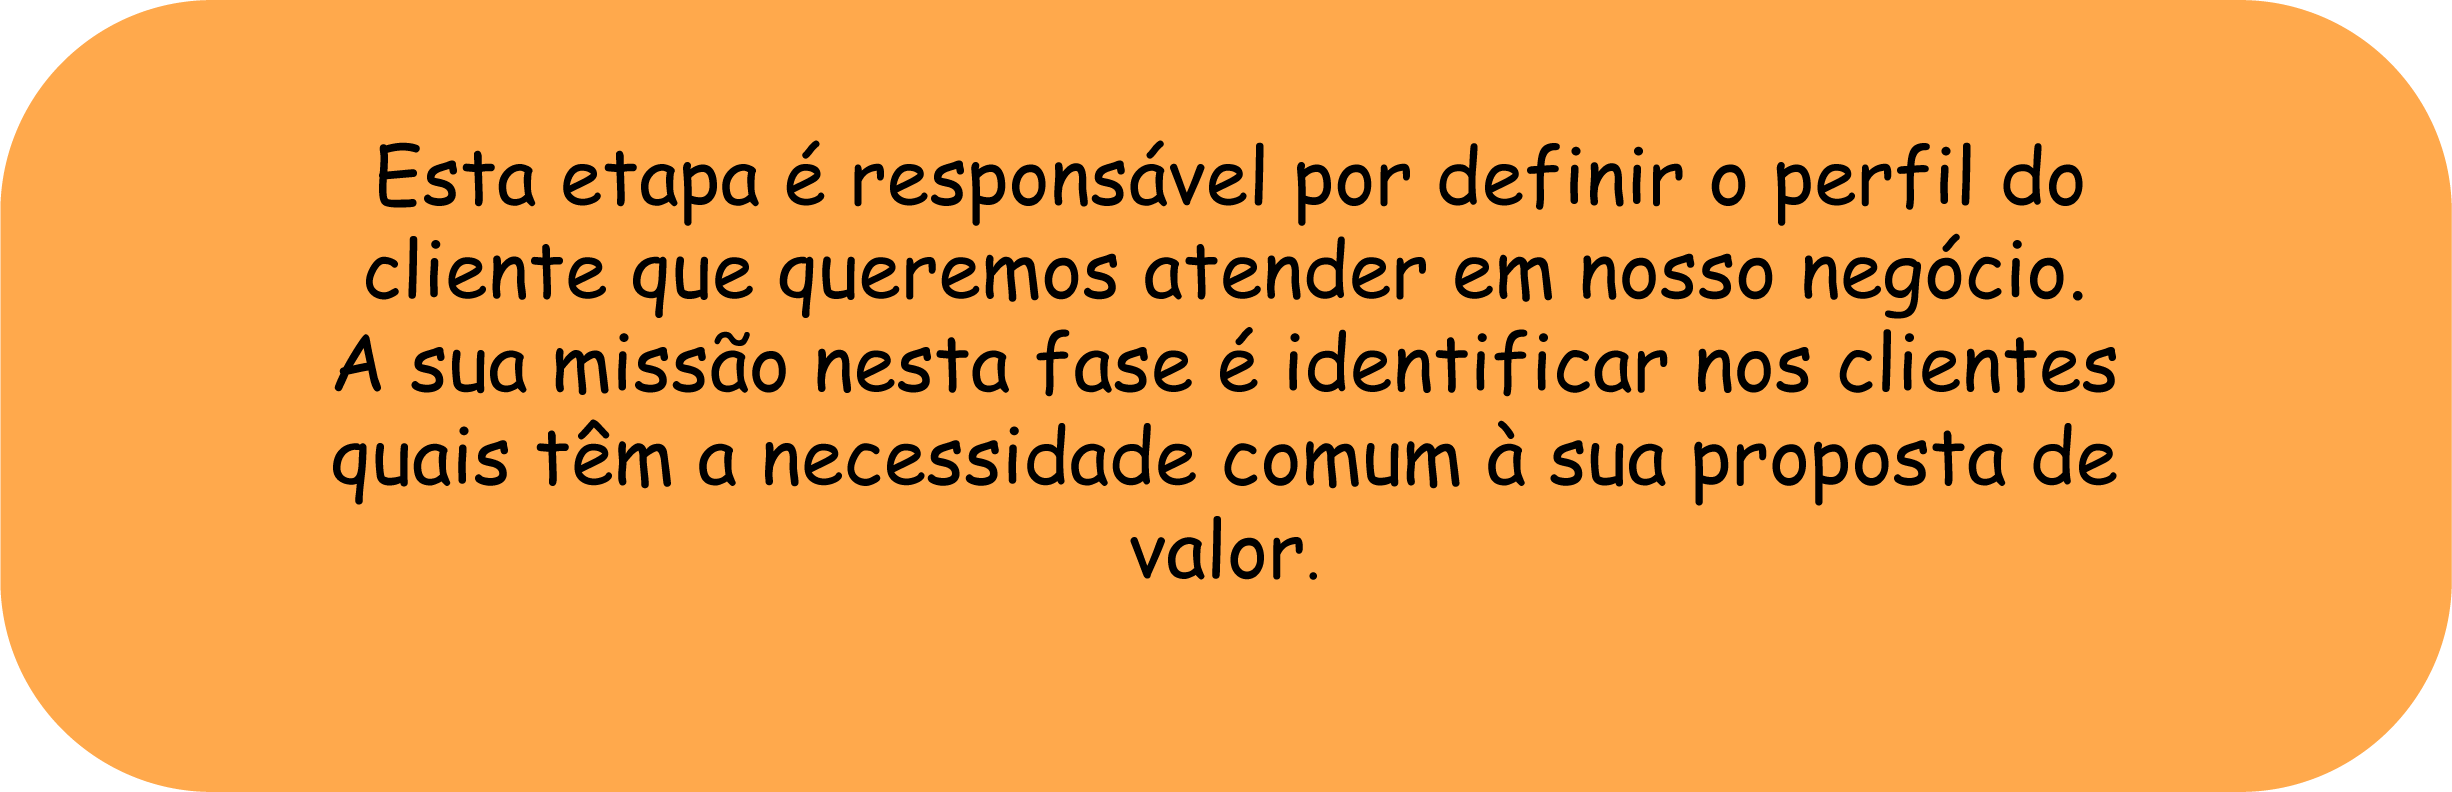 Esta etapa é responsável por definir o perfil do
cliente que queremos atender em nosso negócio.
A sua missão nesta fase é identificar nos clientes
quais têm a necessidade comum à sua proposta de
valor.